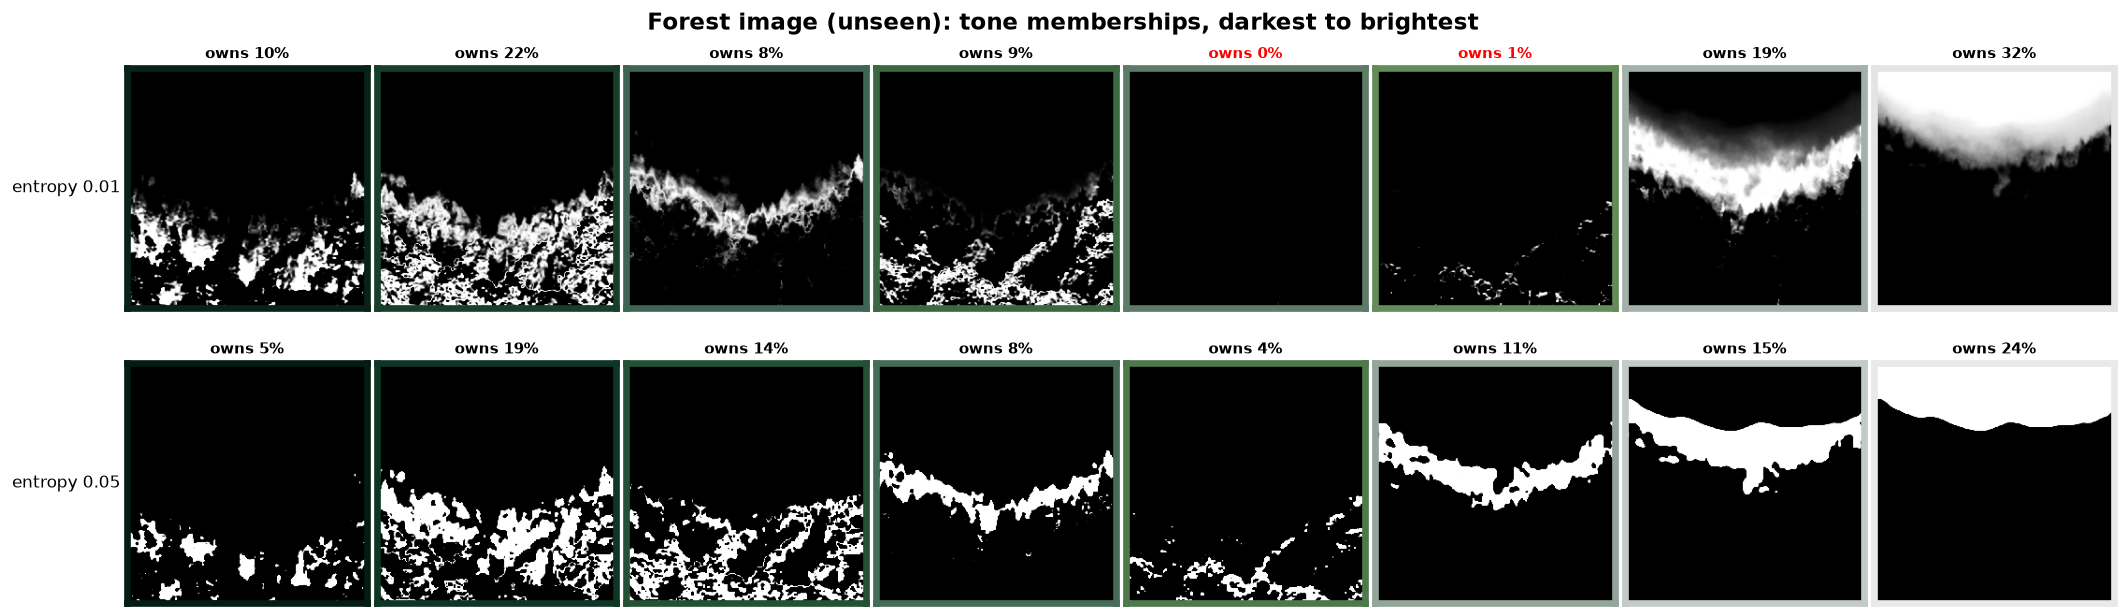 Forest image (unseen): tone memberships, darkest to brightest
owns 10% owns 22% owns 8% owns 9% owns 0% owns 1% owns 19% owns 32%
entropy 0.01
owns 5% owns 19% owns 14% owns 8% owns 4% owns 11% owns 15% owns 24%
entropy 0.05